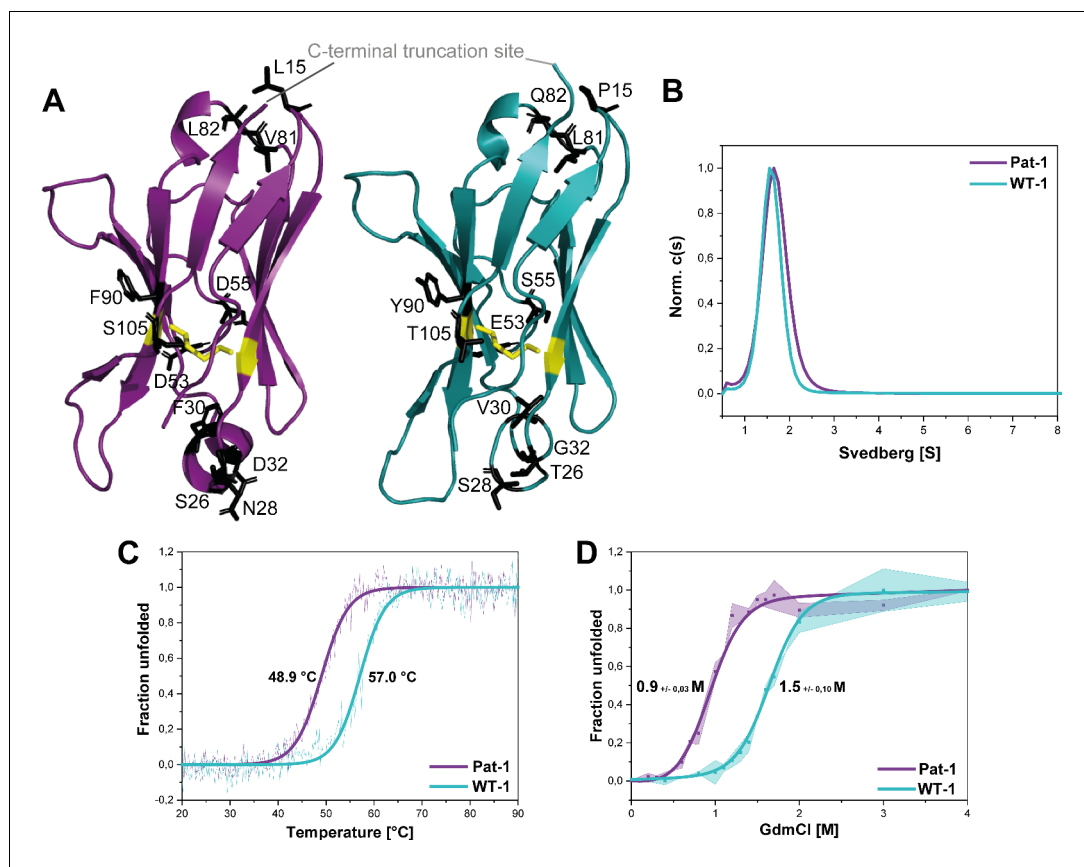 C-terminal truncation site
A
L15
L82
V81
F90
D55
S105
D53
F30
D32
S26
N28
Q82
P15
L81
Y90
S55
T105
E53
V30
G32
T26
S28
B
Pat-1
WT-1
Norm. c(s)
1,0
0,8
0,6
0,4
0,2
0,0
1 2 3 4 5 6 7 8
Svedberg [S]
C
Fraction unfolded
1,2
1,0
0,8
0,6
0,4
0,2
0,0
-0,2
48.9 °C
57.0 °C
Pat-1
WT-1
20 30 40 50 60 70 80 90
Temperature [°C]
D
Fraction unfolded
1,2
1,0
0,8
0,6
0,4
0,2
0,0
0.9 +/- 0,03 M
1.5 +/- 0,10 M
Pat-1
WT-1
0 1 2 3 4
GdmCl [M]